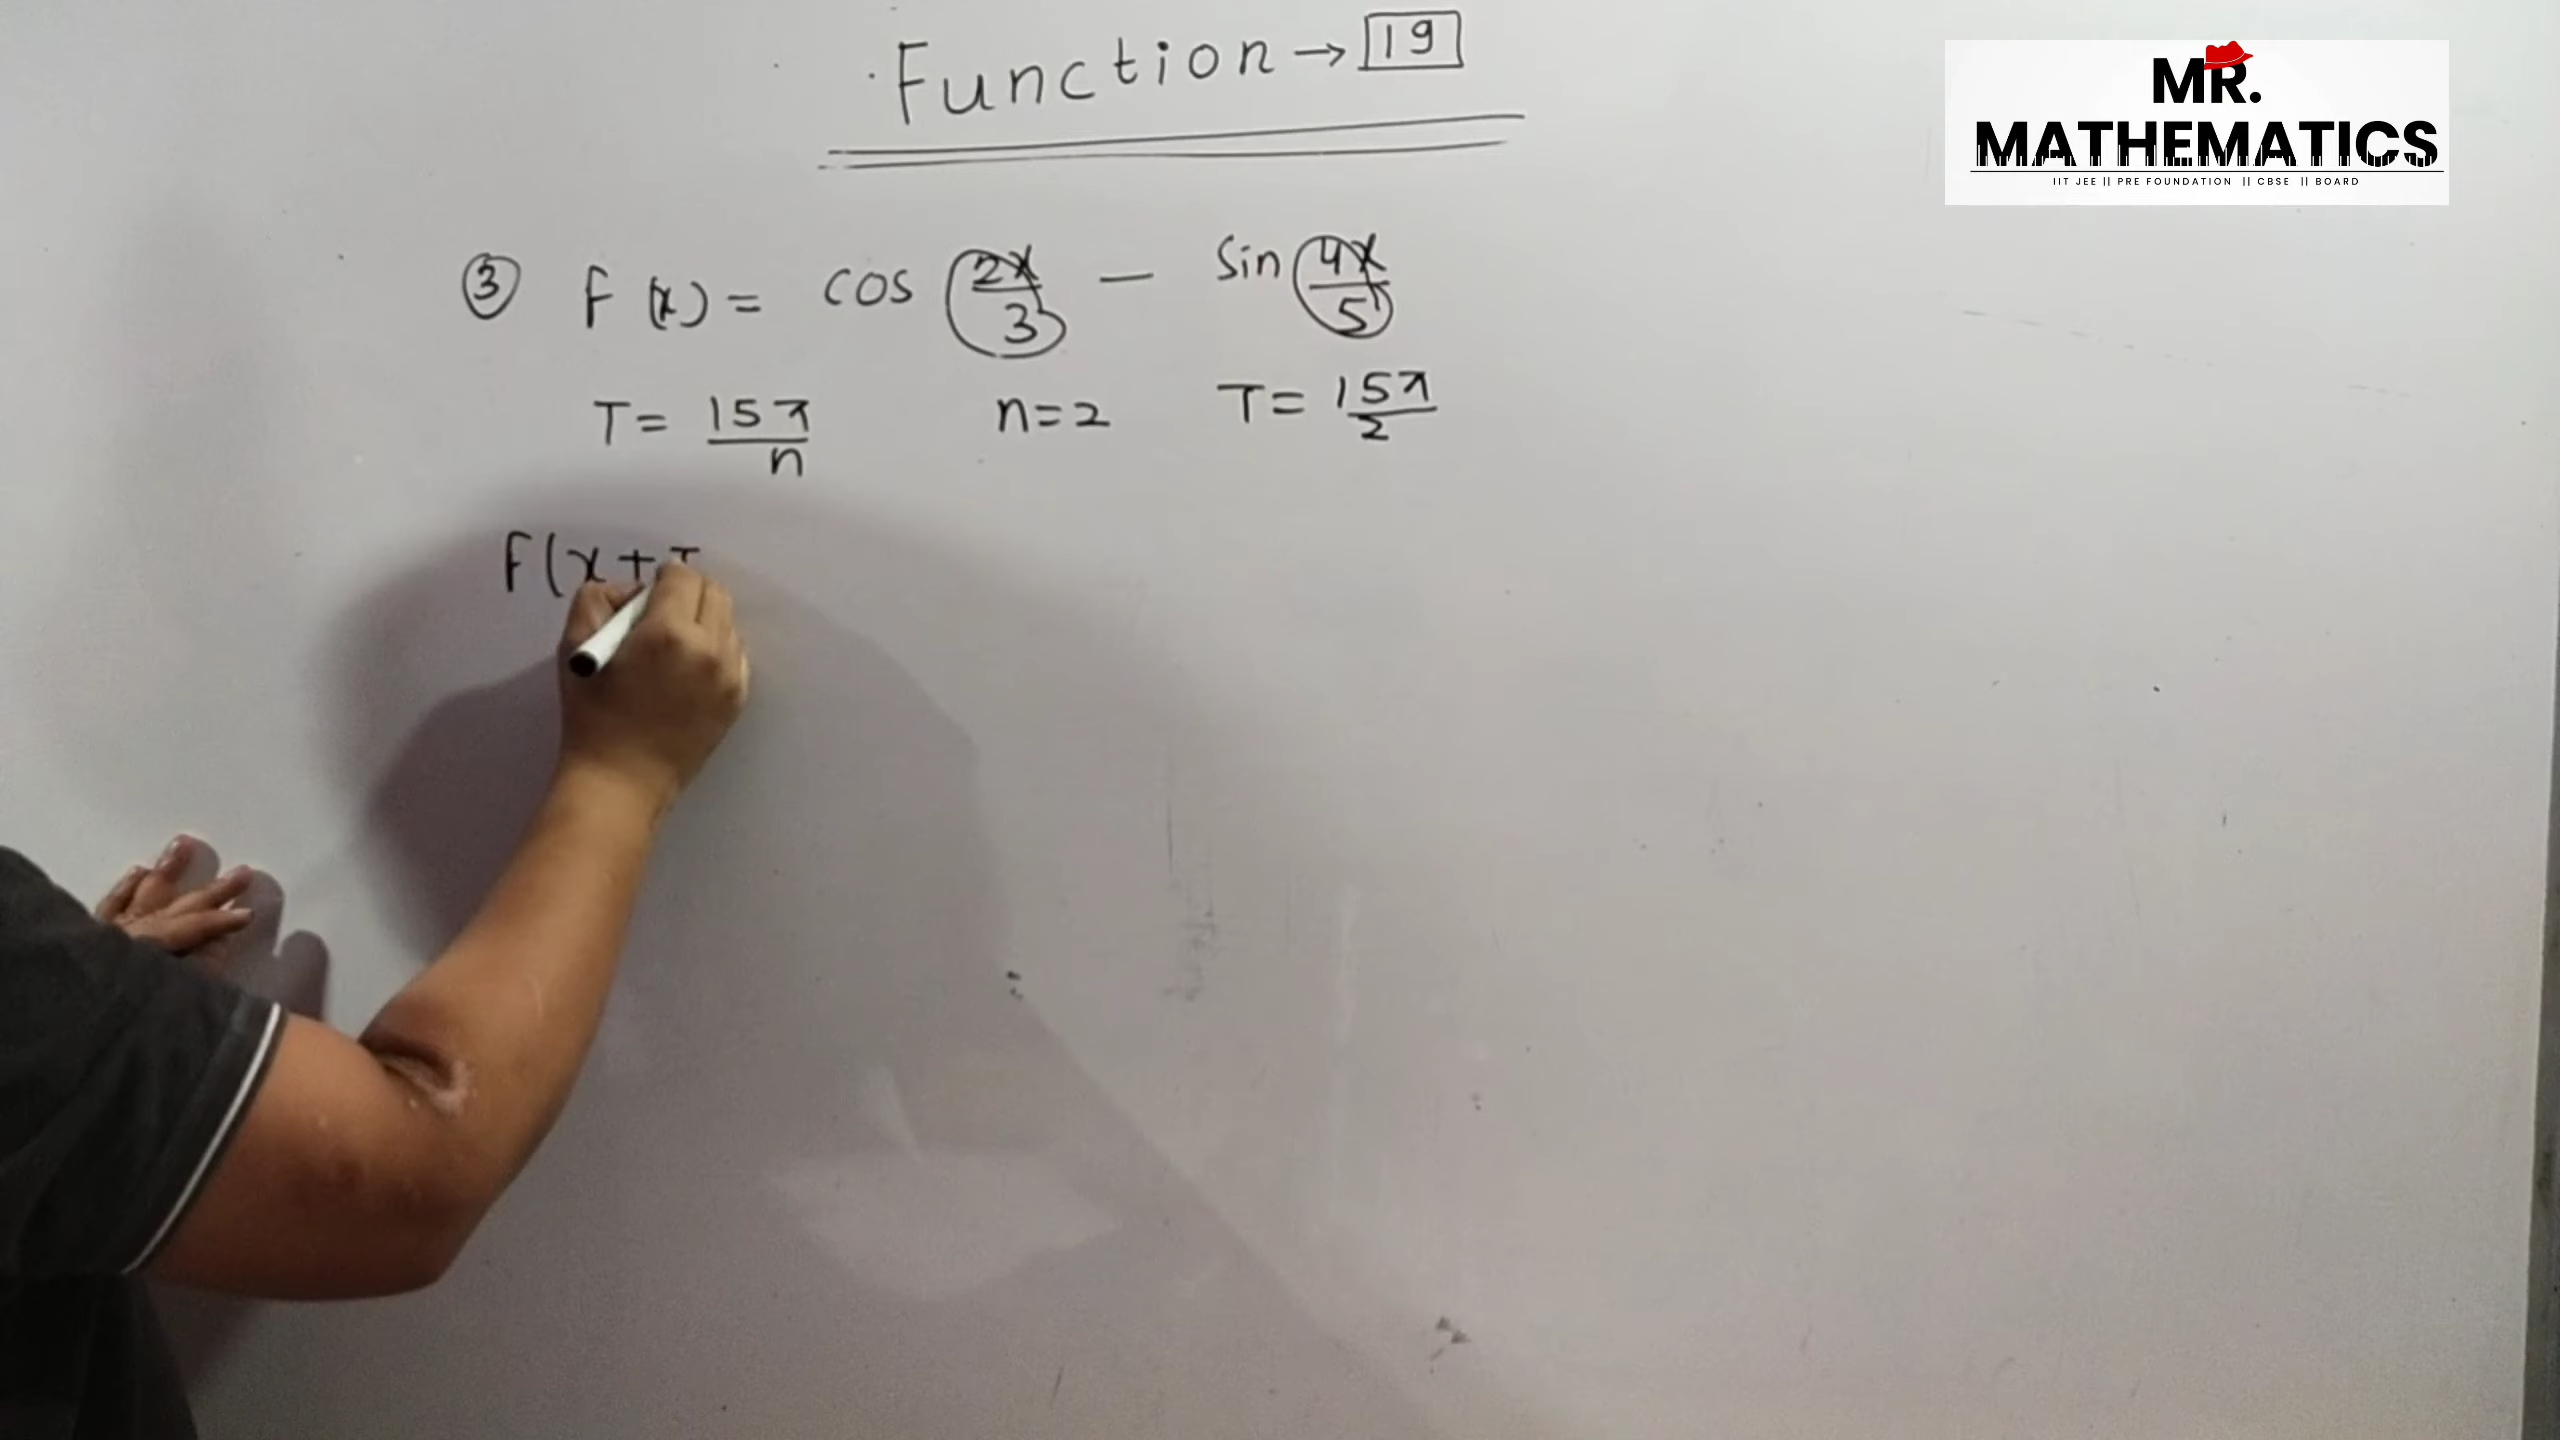 Function → 19
MR.
MATHEMATICS
IIT JEE || PRE FOUNDATION || CBSE || BOARD
③ F(x) = cos 2x/3 − sin 4x/5
T = 15π/n n=2 T = 15π/2
F(x+T